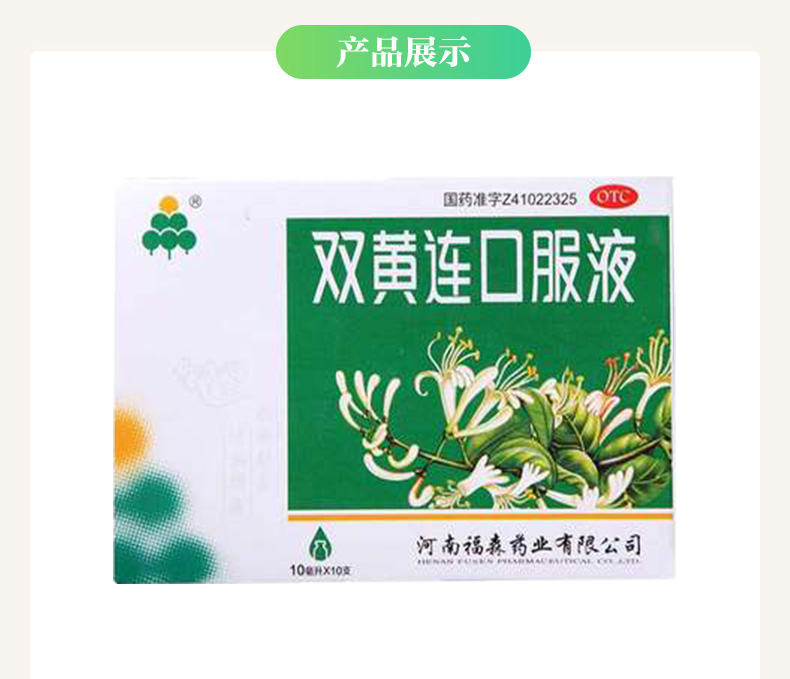 产品展示
®
国药准字Z41022325
OTC
双黄连口服液
10毫升X10支
河南福森药业有限公司
HENAN FUSEN PHARMACEUTICAL CO.,LTD.